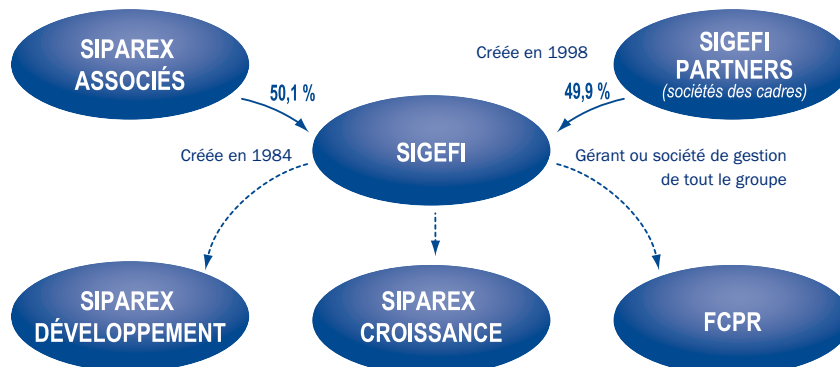 SIPAREX
ASSOCIÉS
Créée en 1998
SIGEFI
PARTNERS
(sociétés des cadres)
50,1 %
49,9 %
Créée en 1984
SIGEFI
Gérant ou société de gestion
de tout le groupe
SIPAREX
DÉVELOPPEMENT
SIPAREX
CROISSANCE
FCPR